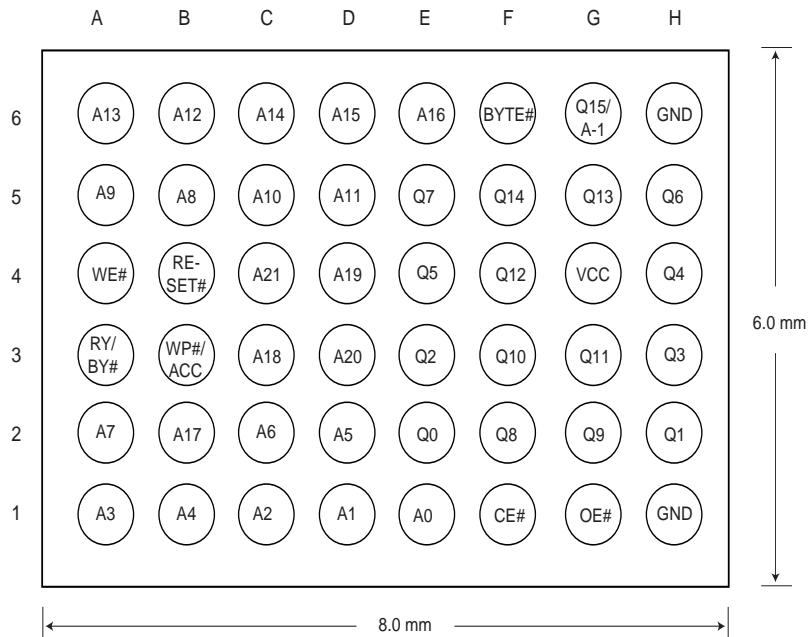 A B C D E F G H
6 A13 A12 A14 A15 A16 BYTE# Q15/ A-1 GND
5 A9 A8 A10 A11 Q7 Q14 Q13 Q6
4 WE# RE- SET# A21 A19 Q5 Q12 VCC Q4
3 RY/ BY# WP#/ ACC A18 A20 Q2 Q10 Q11 Q3
2 A7 A17 A6 A5 Q0 Q8 Q9 Q1
1 A3 A4 A2 A1 A0 CE# OE# GND
6.0 mm
8.0 mm